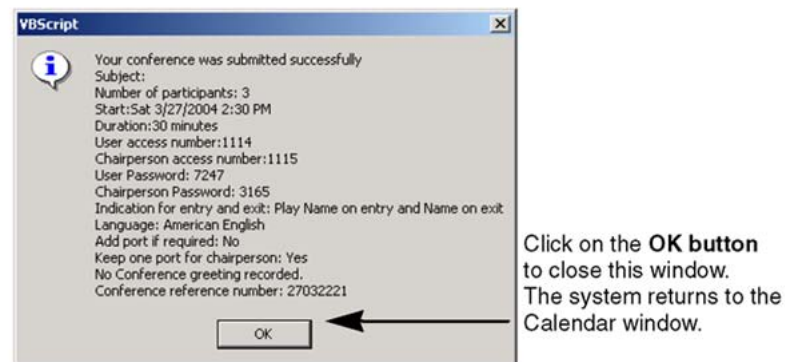 VBScript
Your conference was submitted successfully
Subject:
Number of participants: 3
Start:Sat 3/27/2004 2:30 PM
Duration:30 minutes
User access number:1114
Chairperson access number:1115
User Password: 7247
Chairperson Password: 3165
Indication for entry and exit: Play Name on entry and Name on exit
Language: American English
Add port if required: No
Keep one port for chairperson: Yes
No Conference greeting recorded.
Conference reference number: 27032221
OK
Click on the OK button
to close this window.
The system returns to the
Calendar window.